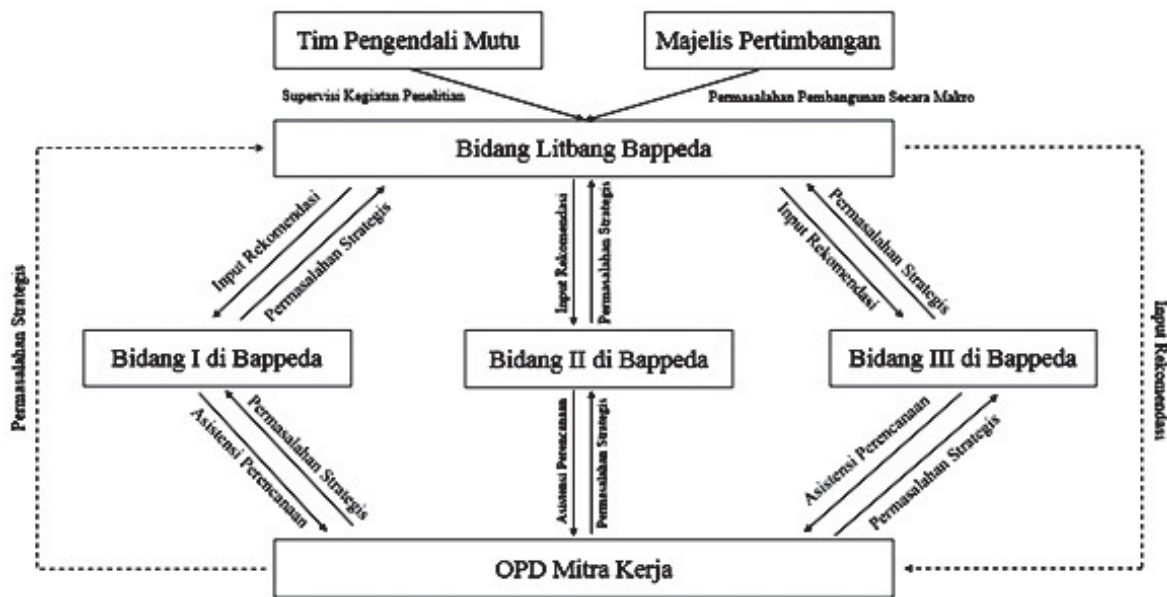 Tim Pengendali Mutu
Majelis Pertimbangan
Supervisi Kegiatan Penelitian
Permasalahan Pembangunan Secara Makro
Bidang Litbang Bappeda
Permasalahan Strategis
Input Rekomendasi
Permasalahan Strategis
Input Rekomendasi
Permasalahan Strategis
Input Rekomendasi
Permasalahan Strategis
Input Rekomendasi
Bidang I di Bappeda
Bidang II di Bappeda
Bidang III di Bappeda
Asistensi Perencanaan
Permasalahan Strategis
Asistensi Perencanaan
Permasalahan Strategis
Asistensi Perencanaan
Permasalahan Strategis
OPD Mitra Kerja